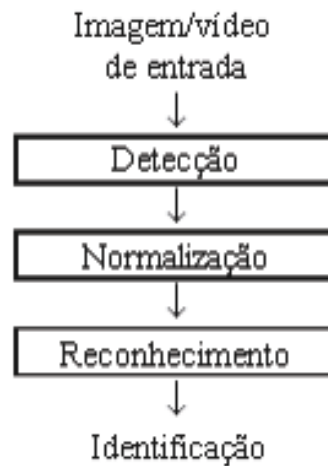 Imagem/vídeo
de entrada
Detecção
Normalização
Reconhecimento
Identificação